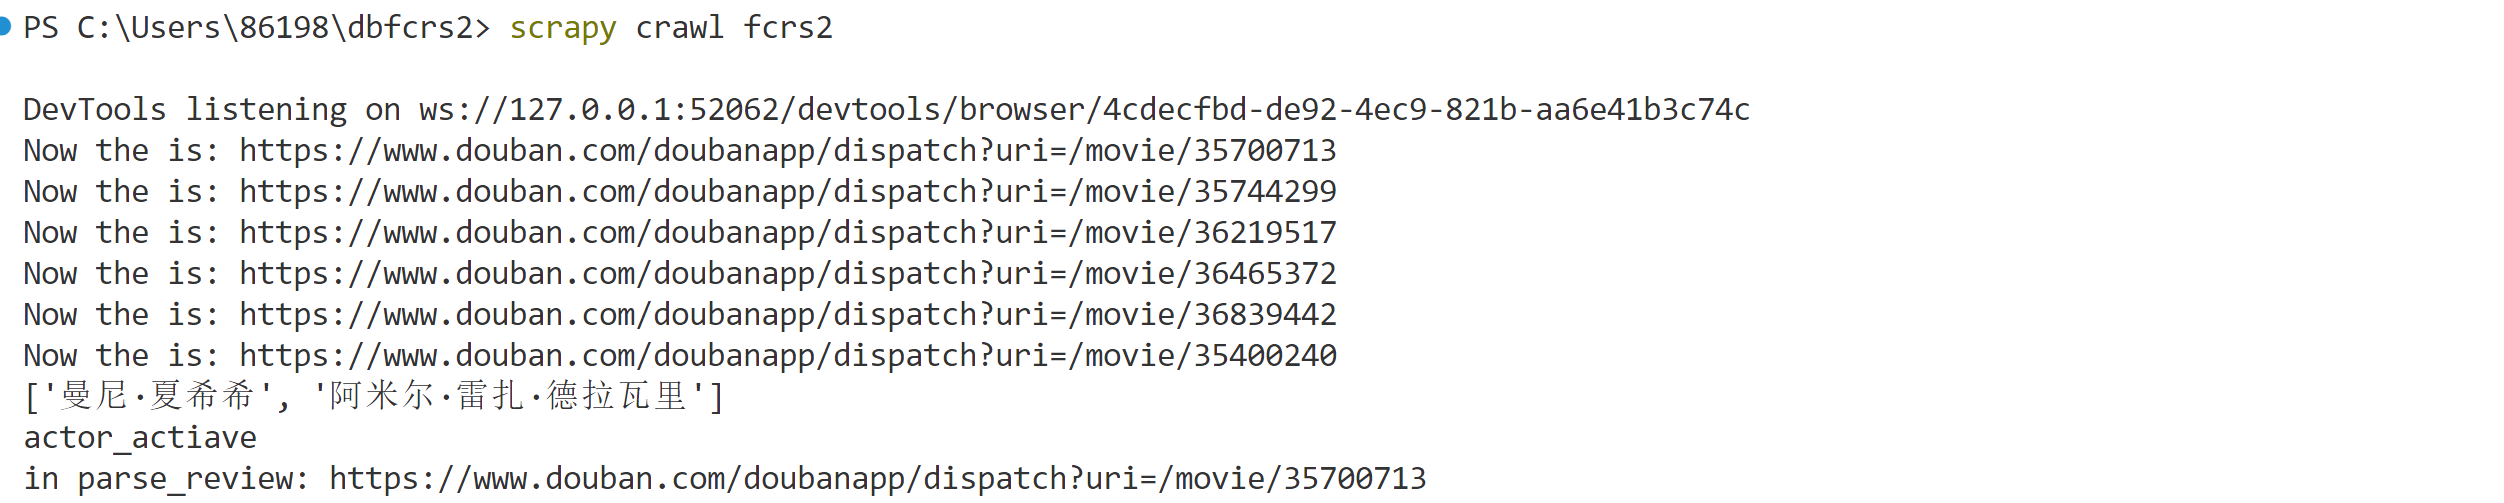 PS C:\Users\86198\dbfcrs2> scrapy crawl fcrs2
DevTools listening on ws://127.0.0.1:52062/devtools/browser/4cdecfbd-de92-4ec9-821b-aa6e41b3c74c
Now the is: https://www.douban.com/doubanapp/dispatch?uri=/movie/35700713
Now the is: https://www.douban.com/doubanapp/dispatch?uri=/movie/35744299
Now the is: https://www.douban.com/doubanapp/dispatch?uri=/movie/36219517
Now the is: https://www.douban.com/doubanapp/dispatch?uri=/movie/36465372
Now the is: https://www.douban.com/doubanapp/dispatch?uri=/movie/36839442
Now the is: https://www.douban.com/doubanapp/dispatch?uri=/movie/35400240
['曼尼·夏希希', '阿米尔·雷扎·德拉瓦里']
actor_actiave
in parse_review: https://www.douban.com/doubanapp/dispatch?uri=/movie/35700713